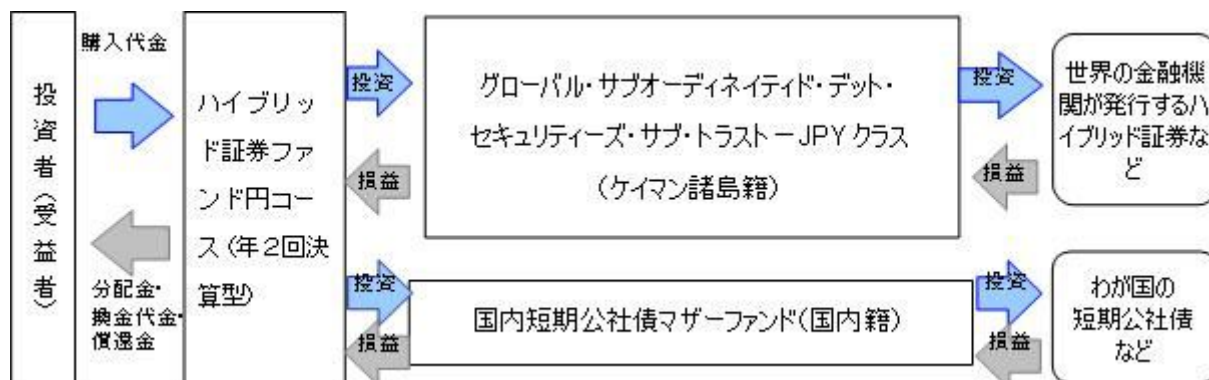 投資者(受益者)
購入代金
分配金・
換金代金・
償還金
ハイブリッ
ド証券ファ
ンド円コー
ス(年2回決
算型)
投資
損益
グローバル・サブオーディネイティド・デット・
セキュリティーズ・サブ・トラスト－JPYクラス
(ケイマン諸島籍)
投資
損益
世界の金融機
関が発行するハ
イブリッド証券な
ど
投資
損益
国内短期公社債マザーファンド(国内籍)
投資
損益
わが国の
短期公社債
など